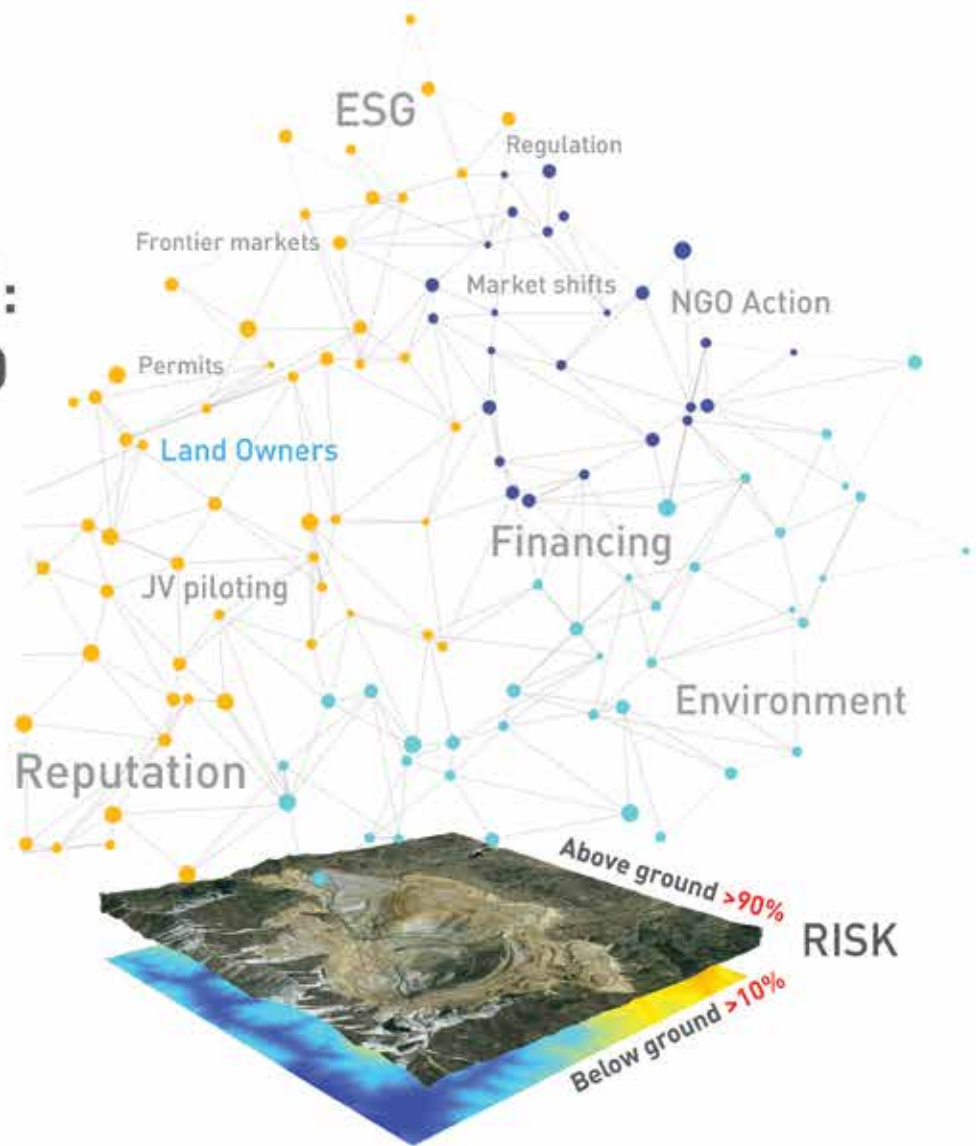 ESG
Regulation
Frontier markets
Market shifts
NGO Action
Permits
Land Owners
Financing
JV piloting
Environment
Reputation
Above ground >90%
RISK
Below ground >10%